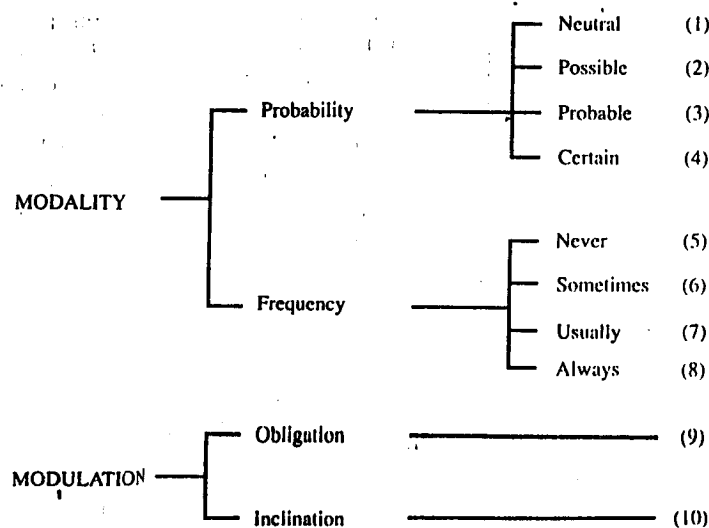 Neutral (1)
Possible (2)
Probability Probable (3)
Certain (4)
MODALITY
Never (5)
Sometimes (6)
Frequency
Usually (7)
Always (8)
Obligation (9)
MODULATION
Inclination (10)